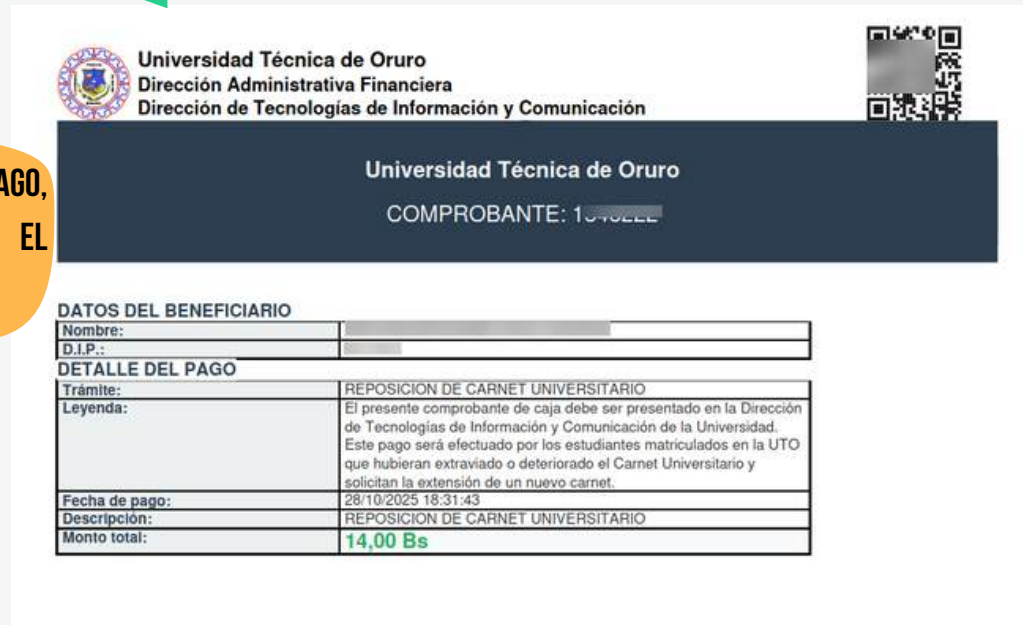 Universidad Técnica de Oruro
Dirección Administrativa Financiera
Dirección de Tecnologías de Información y Comunicación
Universidad Técnica de Oruro
COMPROBANTE:
AGO,
EL
DATOS DEL BENEFICIARIO
Nombre:
D.I.P.:
DETALLE DEL PAGO
Trámite: REPOSICION DE CARNET UNIVERSITARIO
Leyenda: El presente comprobante de caja debe ser presentado en la Dirección
de Tecnologías de Información y Comunicación de la Universidad.
Este pago será efectuado por los estudiantes matriculados en la UTO
que hubieran extraviado o deteriorado el Carnet Universitario y
solicitan la extensión de un nuevo carnet.
Fecha de pago: 28/10/2025 18:31:43
Descripción: REPOSICION DE CARNET UNIVERSITARIO
Monto total: 14,00 Bs